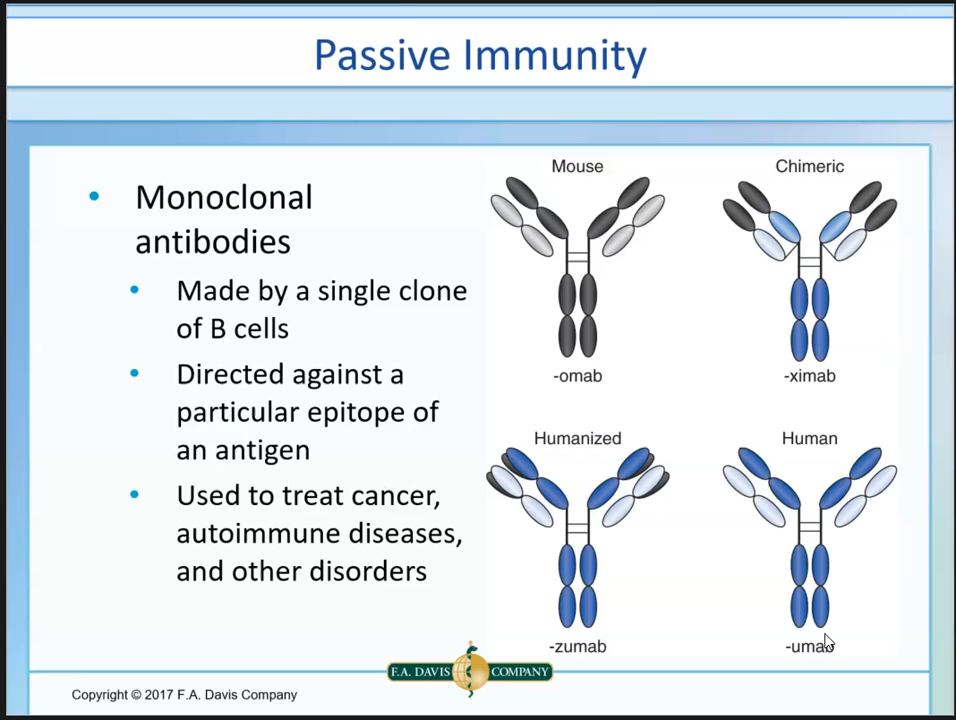 Passive Immunity
• Monoclonal
antibodies
• Made by a single clone
of B cells
• Directed against a
particular epitope of
an antigen
• Used to treat cancer,
autoimmune diseases,
and other disorders
Mouse
-omab
Chimeric
-ximab
Humanized
-zumab
Human
-umab
F.A. DAVIS COMPANY
Copyright © 2017 F.A. Davis Company